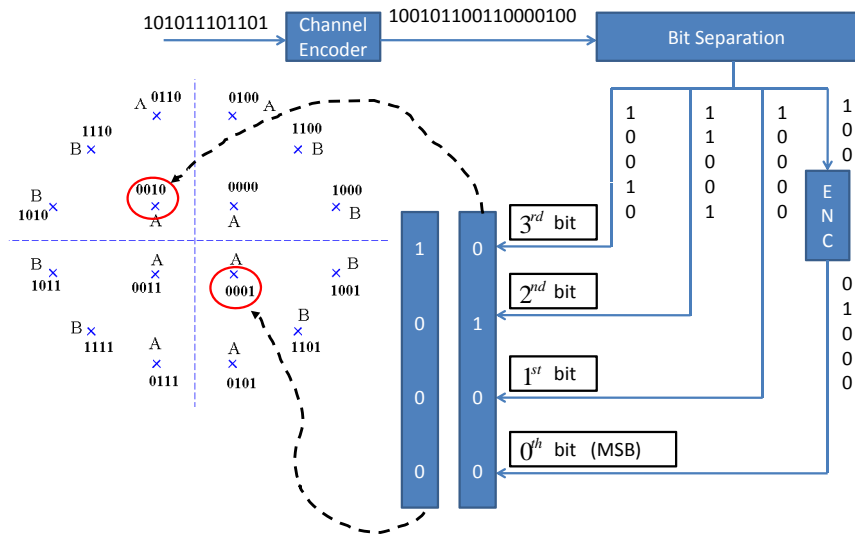 101011101101
Channel
Encoder
100101100110000100
Bit Separation
A 0110
0100
A
1110
B
1100
B
B
1010
0010
A
0000
A
1000
B
B
1011
A
0011
A
0001
B
1001
B
1111
B
1101
A
0111
A
0101
1
0
0
0
0
1
0
0
3rd bit
2nd bit
1st bit
0th bit (MSB)
1
0
0
1
0
1
1
0
0
1
1
0
0
0
0
1
0
0
E
N
C
0
1
0
0
0